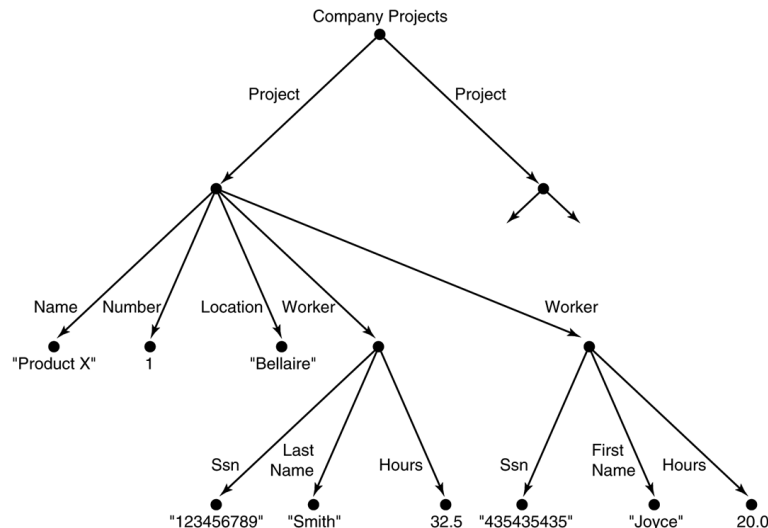 Company Projects
Project
Project
Name
Number
Location
Worker
Worker
"Product X"
1
"Bellaire"
Ssn
Last
Name
Hours
Ssn
First
Name
Hours
"123456789"
"Smith"
32.5
"435435435"
"Joyce"
20.0